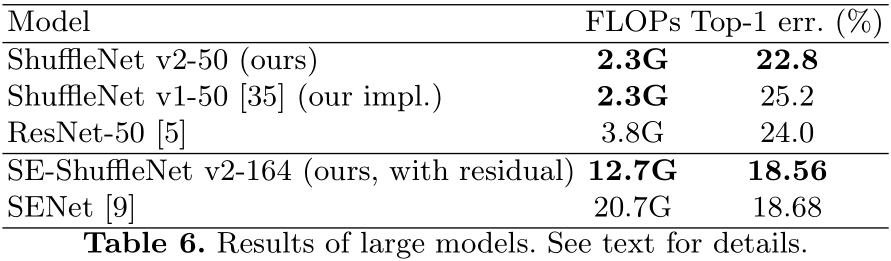 Model FLOPs Top-1 err. (%)
ShuffleNet v2-50 (ours) 2.3G 22.8
ShuffleNet v1-50 [35] (our impl.) 2.3G 25.2
ResNet-50 [5] 3.8G 24.0
SE-ShuffleNet v2-164 (ours, with residual) 12.7G 18.56
SENet [9] 20.7G 18.68
Table 6. Results of large models. See text for details.